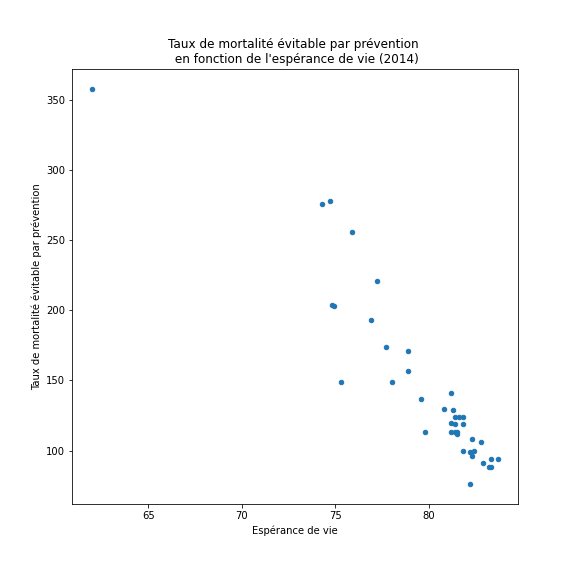 Taux de mortalité évitable par prévention
en fonction de l'espérance de vie (2014)
350
300
250
200
150
100
Taux de mortalité évitable par prévention
65 70 75 80
Espérance de vie